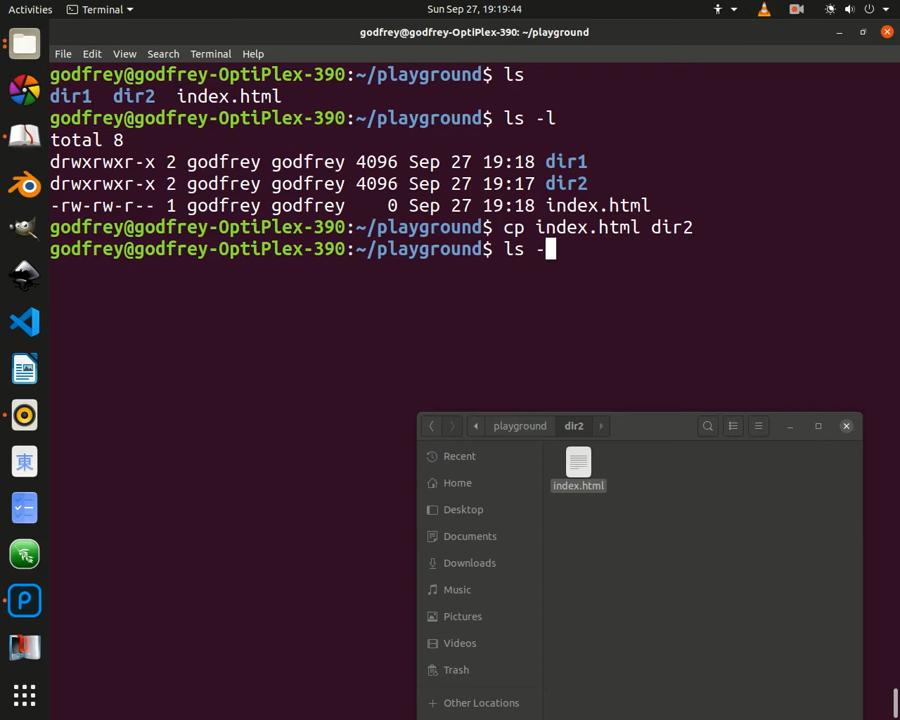 Activities Terminal Sun Sep 27, 19:19:44
godfrey@godfrey-OptiPlex-390: ~/playground
File Edit View Search Terminal Help
godfrey@godfrey-OptiPlex-390:~/playground$ ls
dir1 dir2 index.html
godfrey@godfrey-OptiPlex-390:~/playground$ ls -l
total 8
drwxrwxr-x 2 godfrey godfrey 4096 Sep 27 19:18 dir1
drwxrwxr-x 2 godfrey godfrey 4096 Sep 27 19:17 dir2
-rw-rw-r-- 1 godfrey godfrey 0 Sep 27 19:18 index.html
godfrey@godfrey-OptiPlex-390:~/playground$ cp index.html dir2
godfrey@godfrey-OptiPlex-390:~/playground$ ls -
playground dir2
Recent
Home
Desktop
Documents
Downloads
Music
Pictures
Videos
Trash
+ Other Locations
index.html
東
P